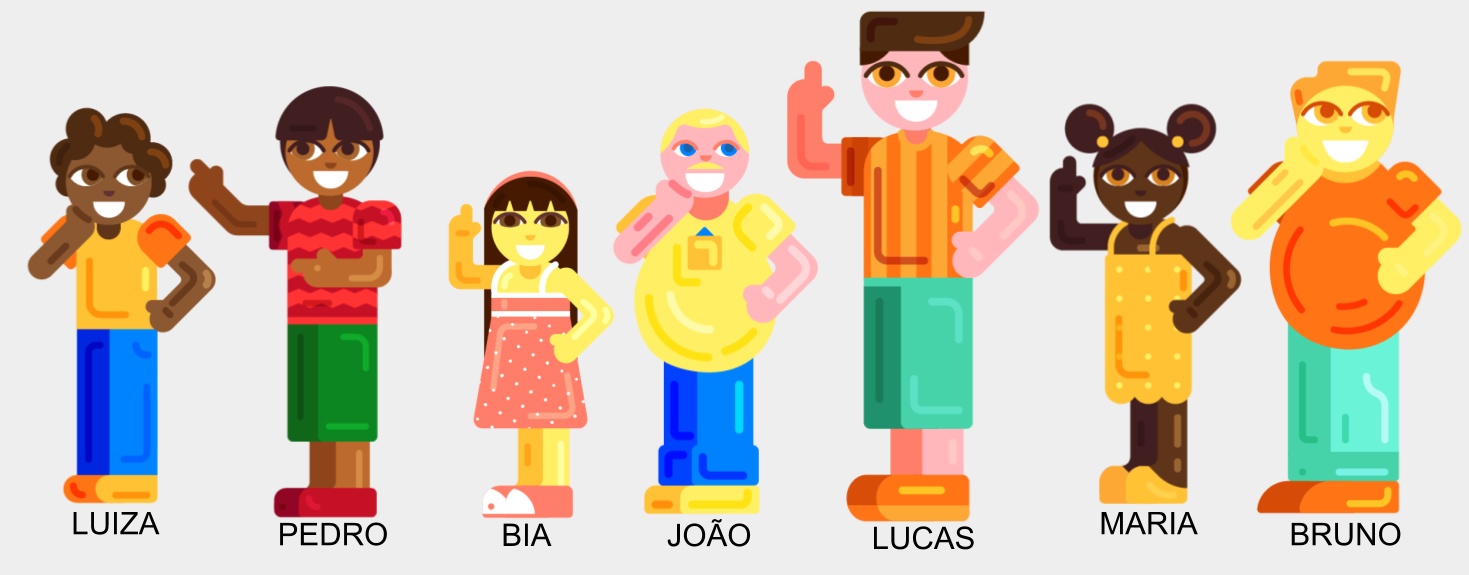 LUIZA
PEDRO
BIA
JOÃO
LUCAS
MARIA
BRUNO